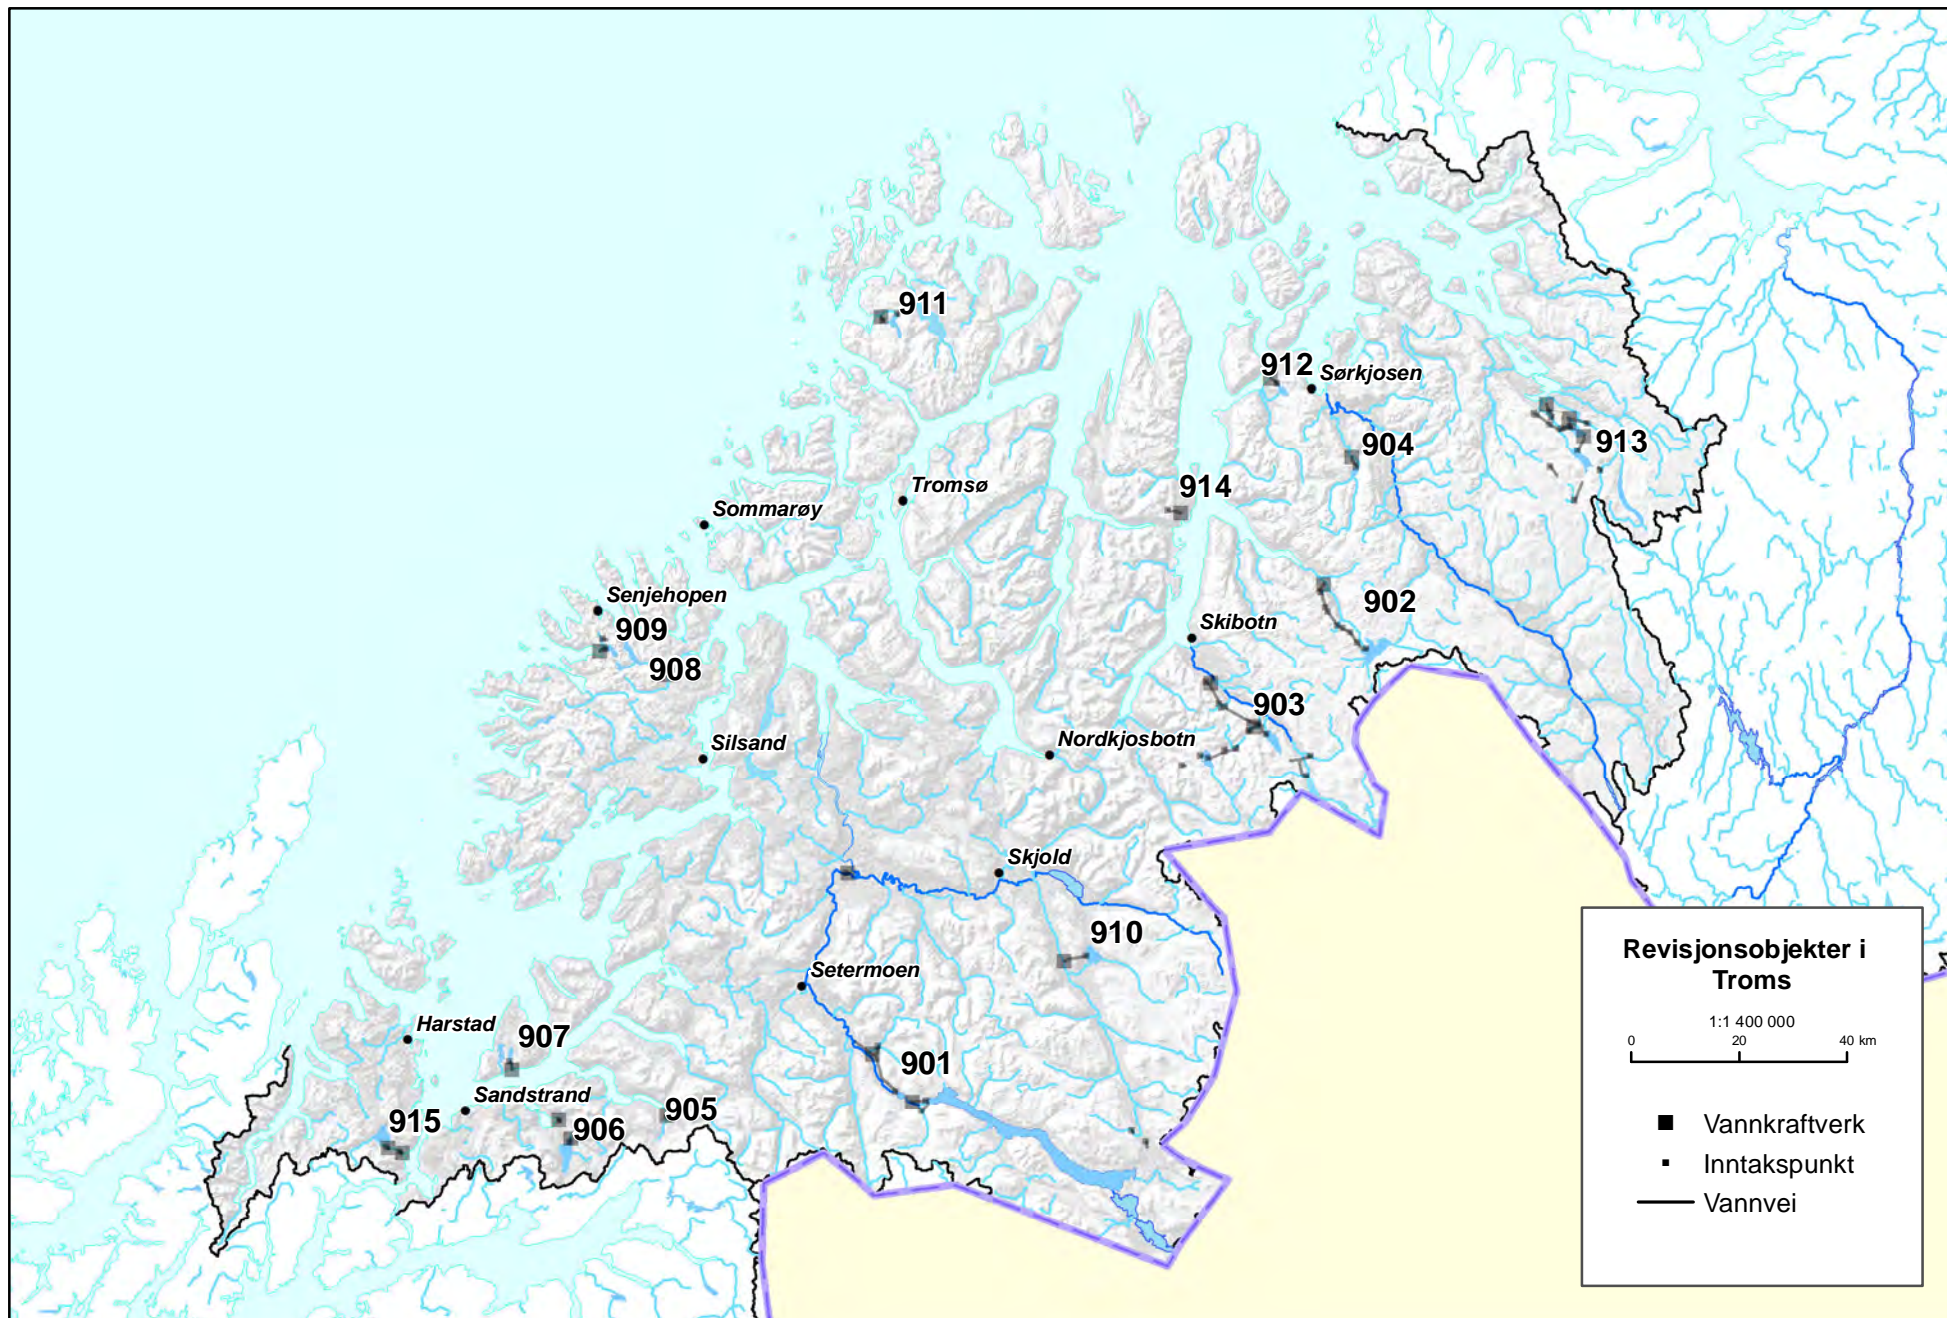 911
912
Sørkjosen
904
913
914
Tromsø
Sommarøy
Senjehopen
909
908
902
Skibotn
903
Silsand
Nordkjosbotn
Skjold
910
Setermoen
Harstad
907
901
Sandstrand
905
915
906
Revisjonsobjekter i
Troms
1:1 400 000
0 20 40 km
Vannkraftverk
Inntakspunkt
Vannvei